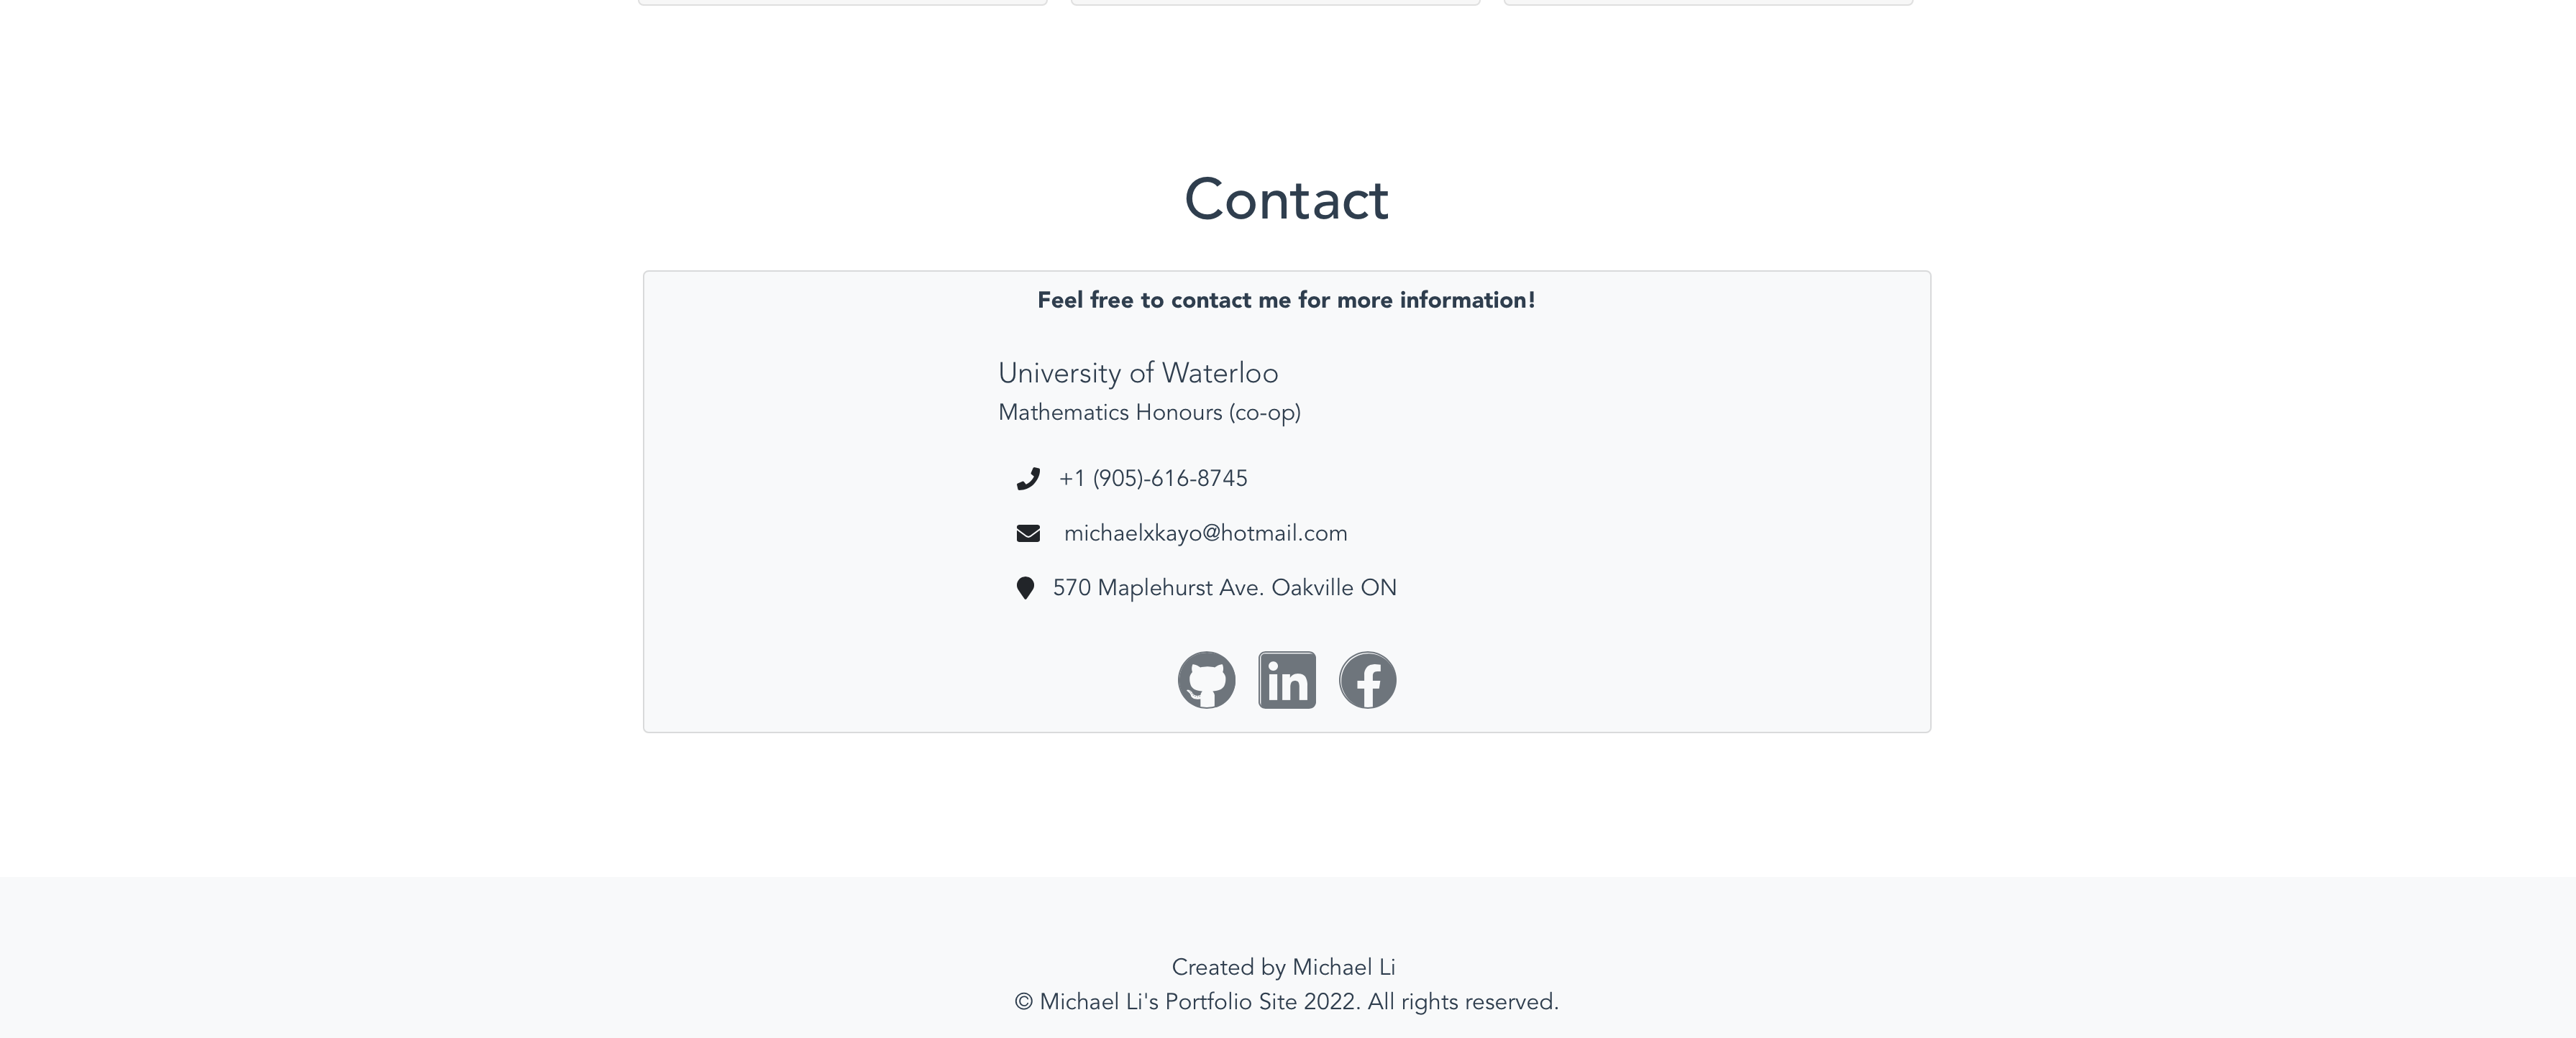 Contact
Feel free to contact me for more information!
University of Waterloo
Mathematics Honours (co-op)
+1 (905)-616-8745
michaelxkayo@hotmail.com
570 Maplehurst Ave. Oakville ON
in
f
Created by Michael Li
© Michael Li's Portfolio Site 2022. All rights reserved.